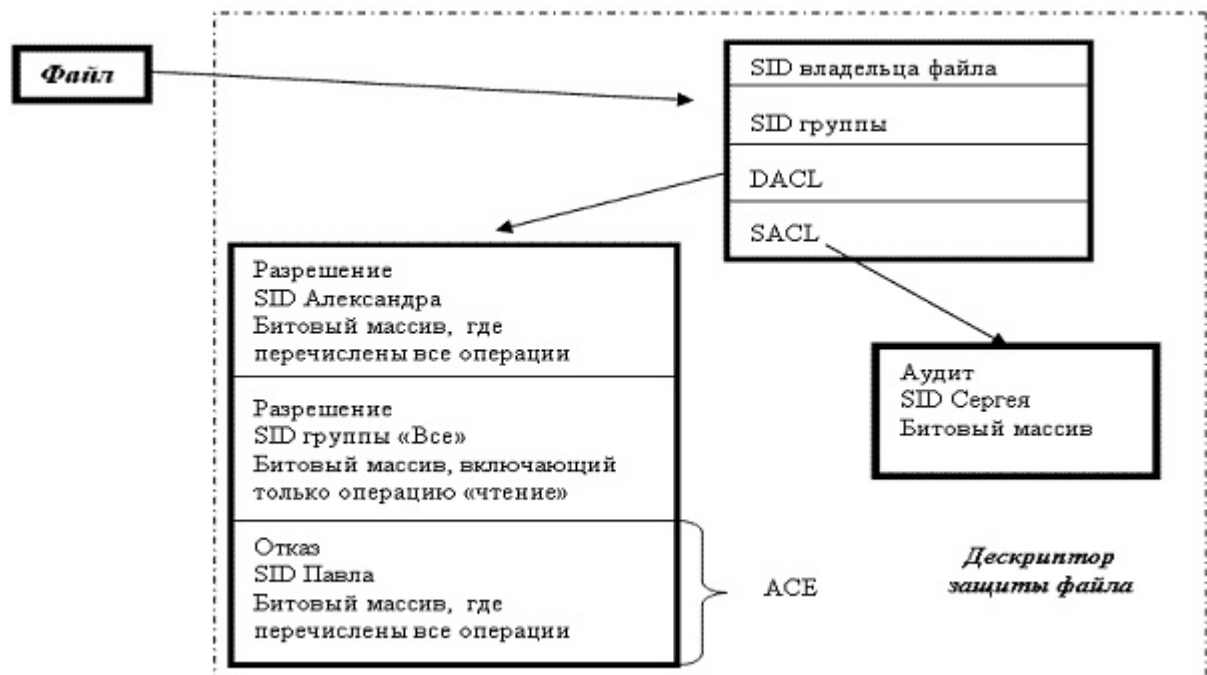 Файл
SID владельца файла
SID группы
DACL
SACL
Разрешение
SID Александра
Битовый массив, где
перечислены все операции
Разрешение
SID группы «Все»
Битовый массив, включающий
только операцию «чтение»
Отказ
SID Павла
Битовый массив, где
перечислены все операции
ACE
Аудит
SID Сергея
Битовый массив
Дескриптор
защиты файла